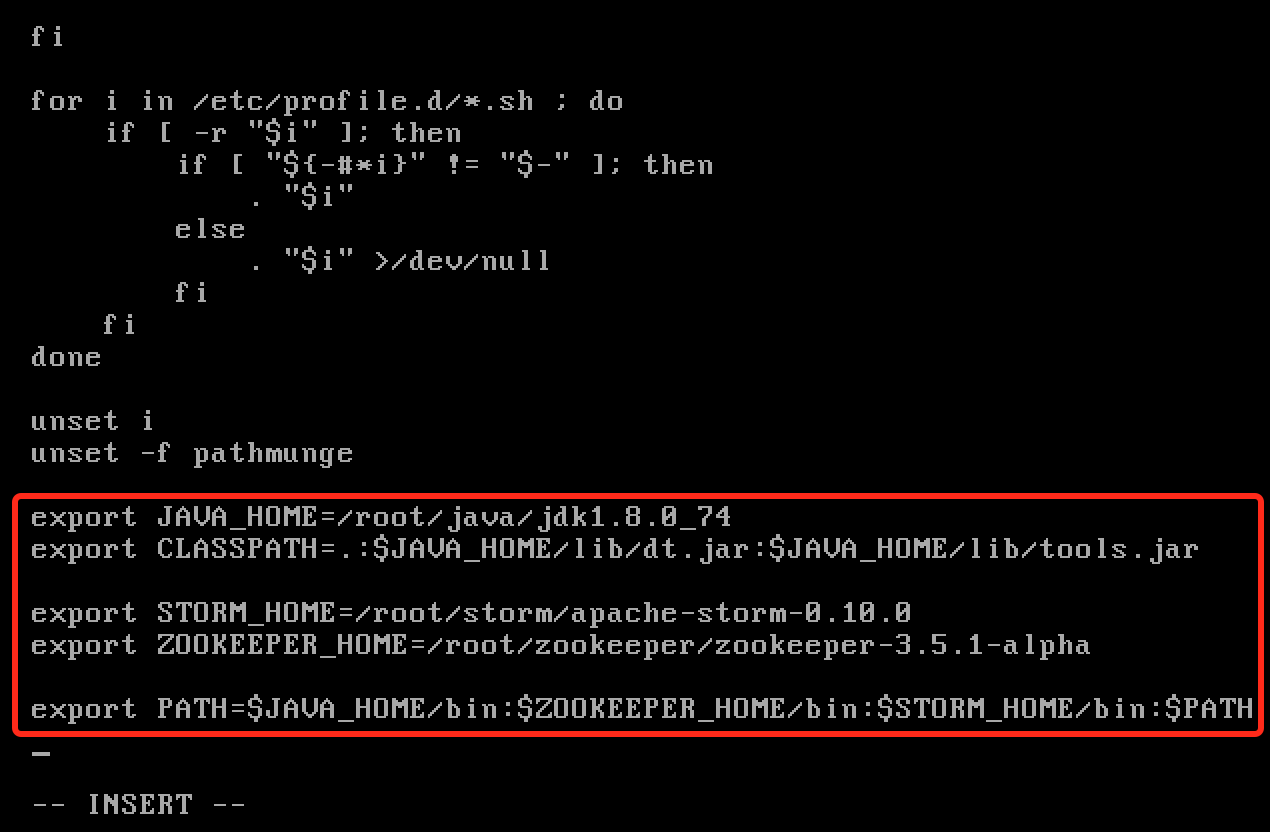 fi
for i in /etc/profile.d/*.sh ; do
    if [ -r "$i" ]; then
        if [ "${-#*i}" != "$-" ]; then
            . "$i"
        else
            . "$i" >/dev/null
        fi
    fi
done
unset i
unset -f pathmunge
export JAVA_HOME=/root/java/jdk1.8.0_74
export CLASSPATH=.:$JAVA_HOME/lib/dt.jar:$JAVA_HOME/lib/tools.jar
export STORM_HOME=/root/storm/apache-storm-0.10.0
export ZOOKEEPER_HOME=/root/zookeeper/zookeeper-3.5.1-alpha
export PATH=$JAVA_HOME/bin:$ZOOKEEPER_HOME/bin:$STORM_HOME/bin:$PATH
-- INSERT --